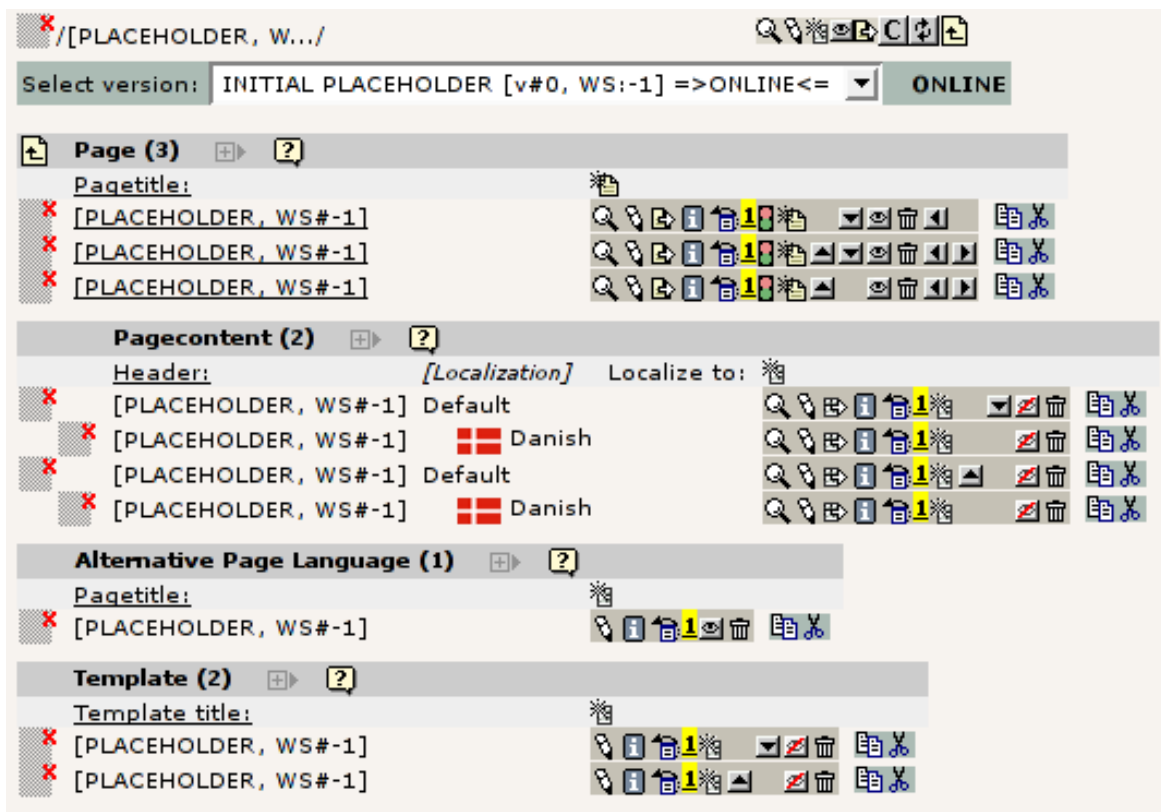 /[PLACEHOLDER, W.../ C
Select version: INITIAL PLACEHOLDER [v#0, WS:-1] =>ONLINE<= ONLINE
Page (3) ?
Pagetitle:
[PLACEHOLDER, WS#-1] i 1
[PLACEHOLDER, WS#-1] i 1
[PLACEHOLDER, WS#-1] i 1
Pagecontent (2) ?
Header: [Localization] Localize to:
[PLACEHOLDER, WS#-1] Default i 1
[PLACEHOLDER, WS#-1] Danish i 1
[PLACEHOLDER, WS#-1] Default i 1
[PLACEHOLDER, WS#-1] Danish i 1
Alternative Page Language (1) ?
Pagetitle:
[PLACEHOLDER, WS#-1] i 1
Template (2) ?
Template title:
[PLACEHOLDER, WS#-1] i 1
[PLACEHOLDER, WS#-1] i 1